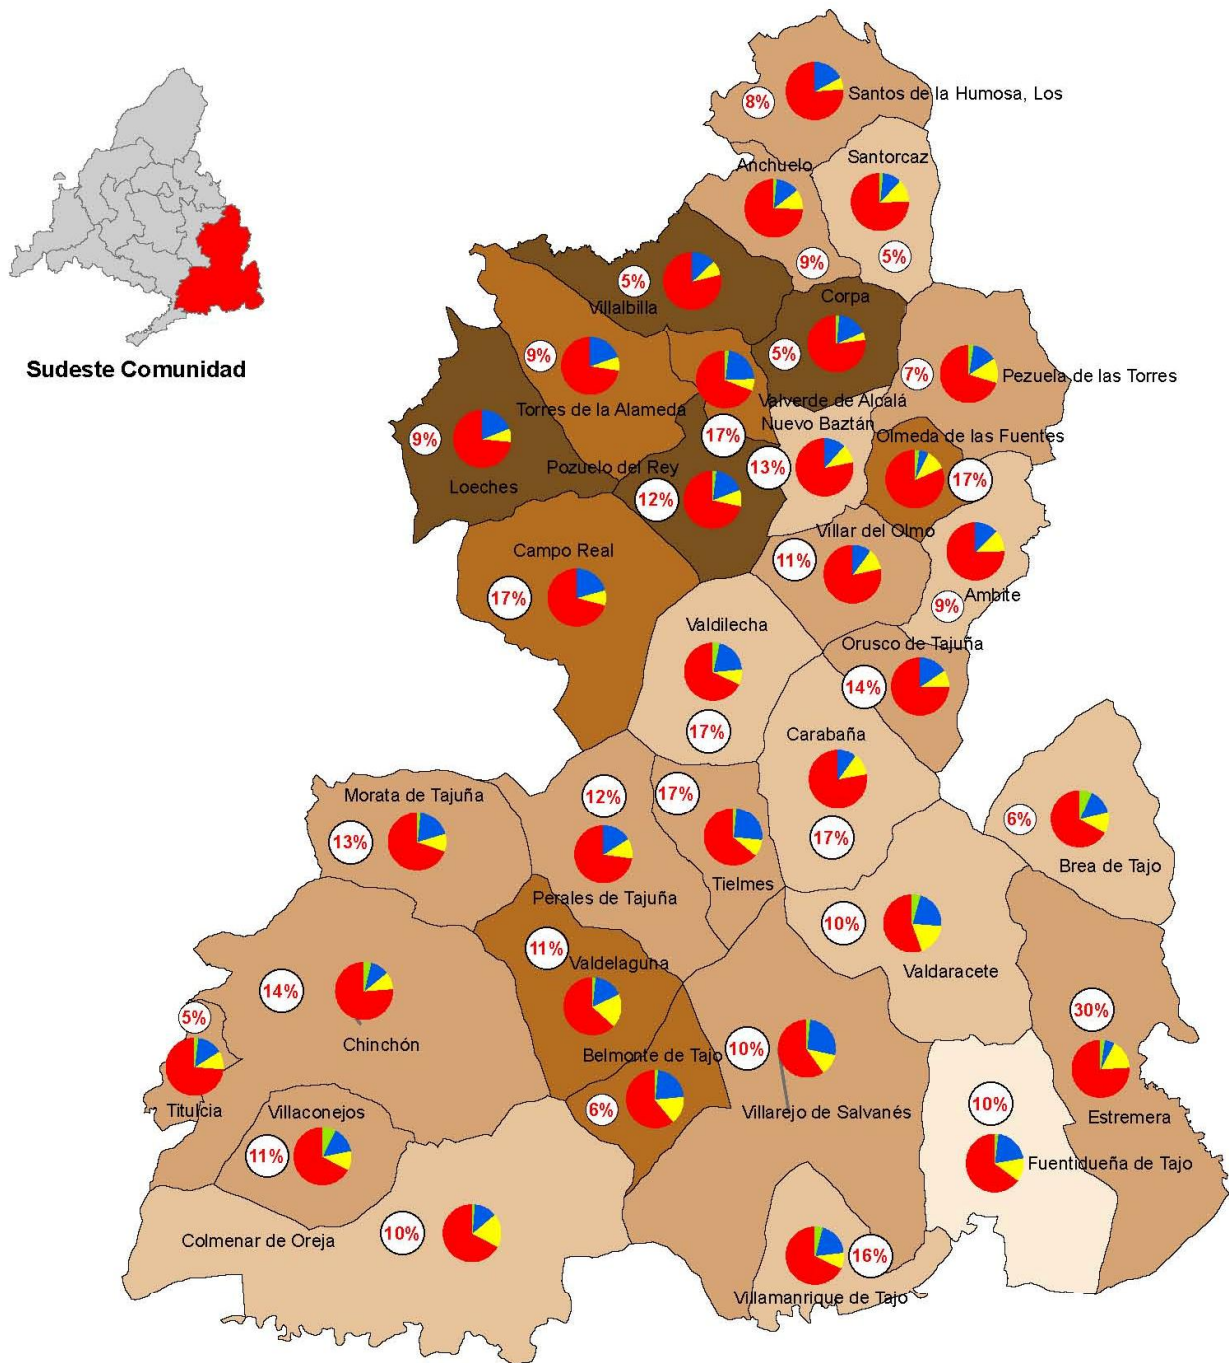 Santos de la Humosa, Los
8%
Anchuelo
Santorcaz
9%
5%
Sudeste Comunidad
5%
Villalbilla
Corpa
5%
9%
Torres de la Alameda
7%
Pezuela de las Torres
Valverde de Alcalá
17%
9%
Loeches
Nuevo Baztán
13%
Olmeda de las Fuentes
17%
Pozuelo del Rey
12%
Campo Real
17%
Villar del Olmo
11%
Ambite
9%
Valdilecha
17%
Orusco de Tajuña
14%
Carabaña
17%
Morata de Tajuña
13%
12%
Perales de Tajuña
17%
Tielmes
6%
Brea de Tajo
10%
Valdaracete
11%
Valdelaguna
14%
Chinchón
30%
Estremera
5%
Titulcia
Belmonte de Tajo
6%
10%
Villarejo de Salvanés
Villaconejos
11%
10%
Fuentidueña de Tajo
Colmenar de Oreja
10%
16%
Villamanrique de Tajo